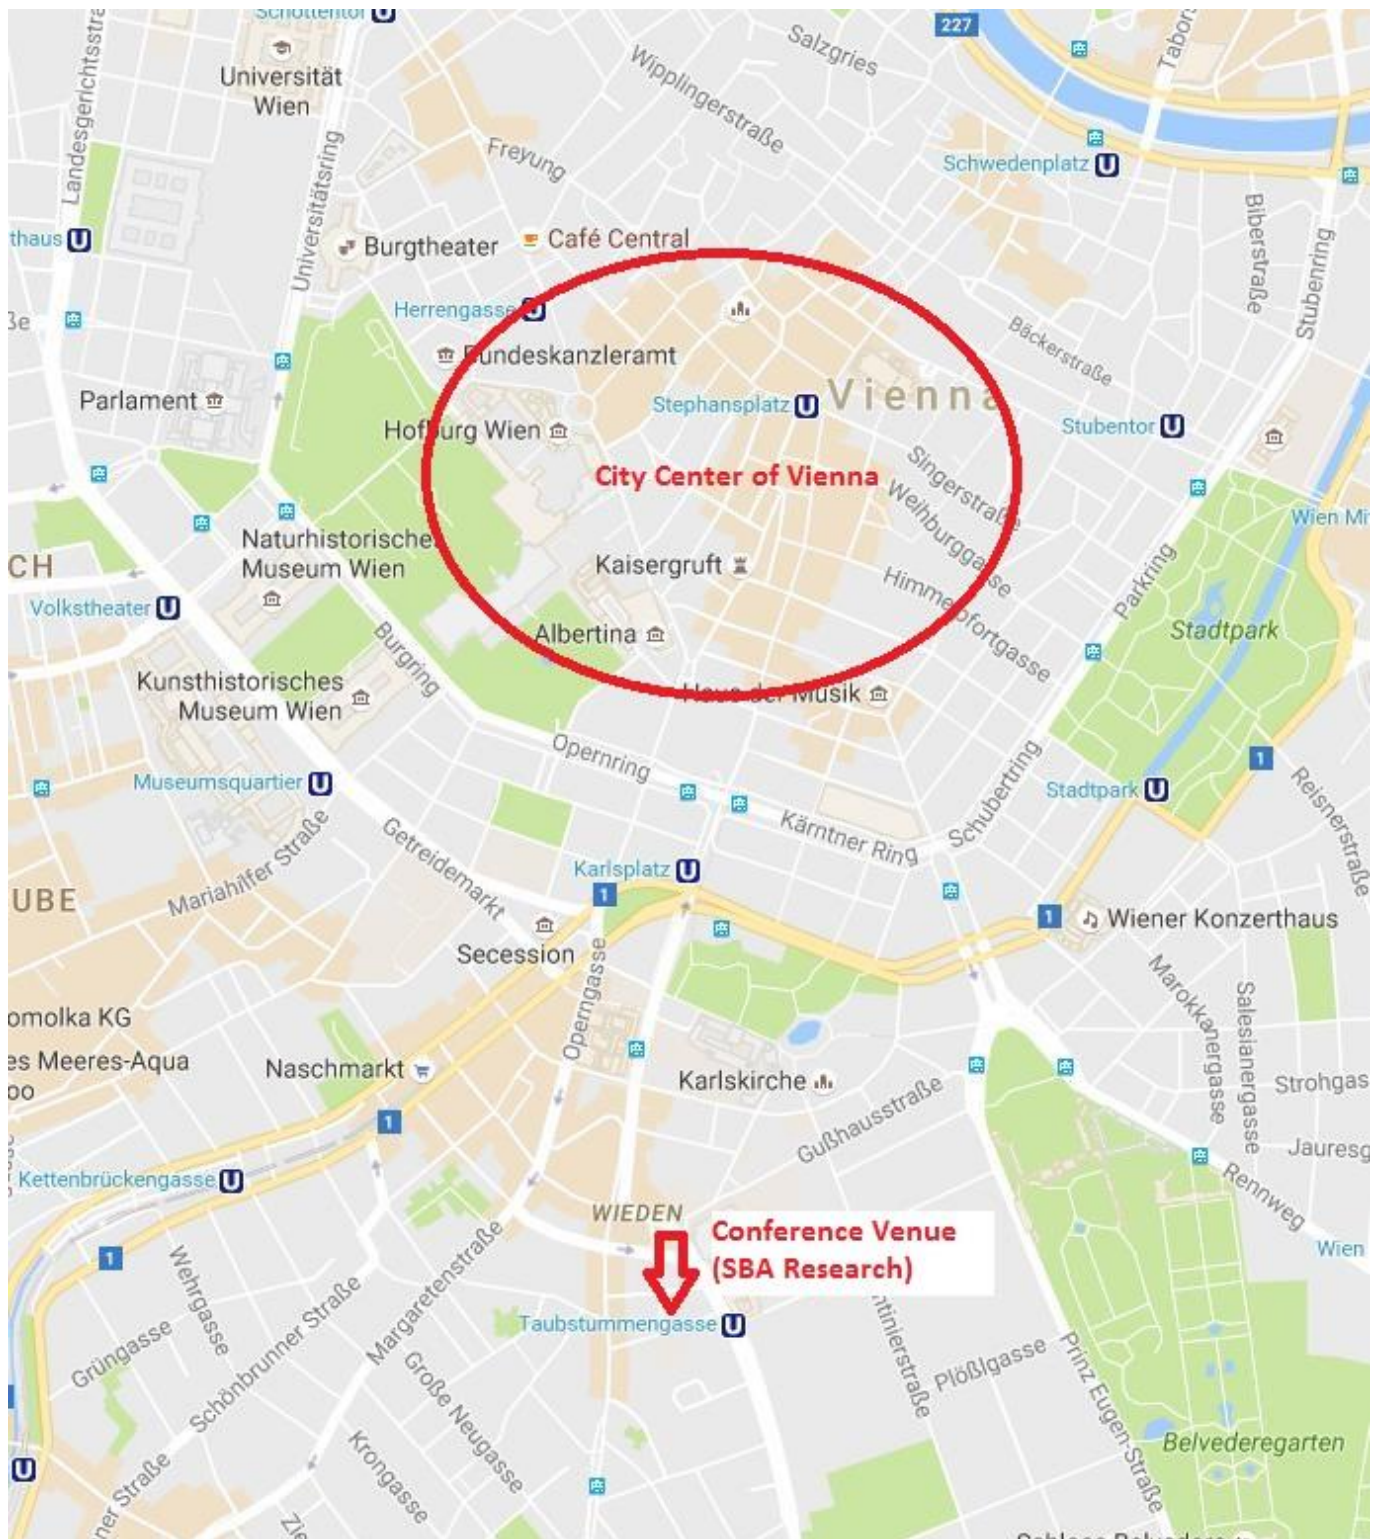 Schottentor U
227
Salzgries
Universität
Wien
Wipplingerstraße
Landesgerichtsstra
Freyung
Schwedenplatz U
Universitätsring
Biberstraße
Stubenring
thaus U
Burgtheater
Café Central
Herrengasse U
Bäckerstraße
Bundeskanzleramt
Parlament
Vienna
Stephansplatz U
Hofburg Wien
Stubentor U
City Center of Vienna
Singerstraße
Weihburggasse
Wien Mi
Naturhistorisches
Museum Wien
CH
Kaisergruft
Himmelpfortgasse
Parkring
Volkstheater U
Albertina
Stadtpark
Burgring
Kunsthistorisches
Museum Wien
Haus der Musik
Opernring
1
Museumsquartier U
Stadtpark U
Schubertring
Reisnerstraße
Getreidemarkt
Kärntner Ring
Mariahilfer Straße
Karlsplatz U
UBE
1
1
Wiener Konzerthaus
Secession
Operngasse
Marokkanergasse
Salesianergasse
omolka KG
es Meeres-Aqua
oo
Naschmarkt
Karlskirche
Strohgas
Gußhausstraße
1
Jauresg
Kettenbrückengasse U
Rennweg
WIEDEN
Conference Venue
(SBA Research)
1
Wien
Wehrgasse
Margaretenstraße
Taubstummengasse U
ntinierstraße
Grüngasse
Schönbrunner Straße
Plößlgasse
Prinz Eugen-Straße
Große Neugasse
Krongasse
Belvederegarten
U
ner Straße
Zie